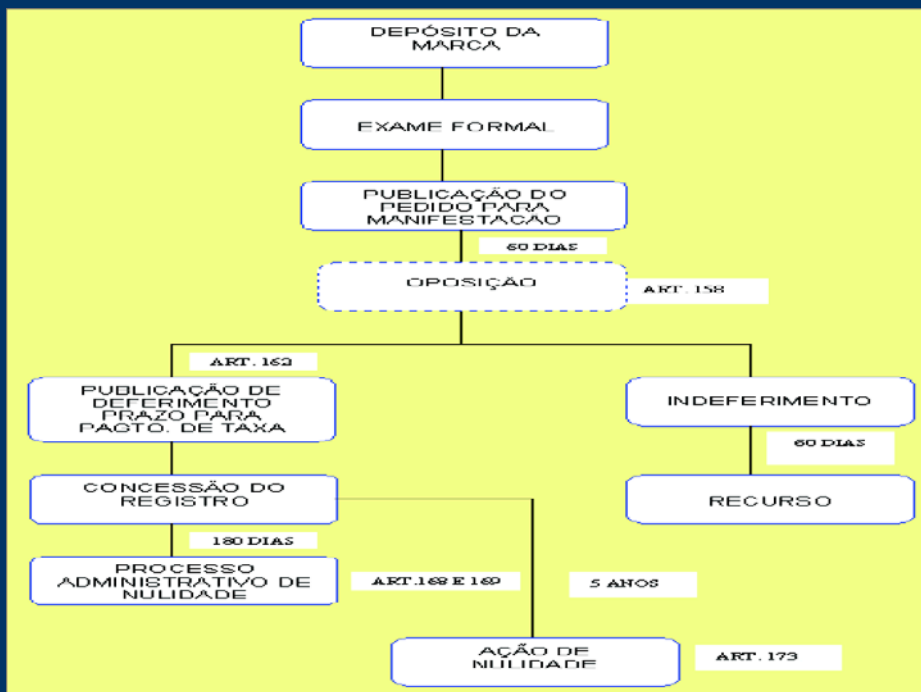 DEPÓSITO DA
MARCA
EXAME FORMAL
PUBLICAÇÃO DO
PEDIDO PARA
MANIFESTACÃO
60 DIAS
OPOSIÇÃO
ART. 158
ART. 162
PUBLICAÇÃO DE
DEFERIMENTO
PRAZO PARA
PAGTO. DE TAXA
INDEFERIMENTO
60 DIAS
CONCESSÃO DO
REGISTRO
RECURSO
180 DIAS
PROCESSO
ADMINISTRATIVO DE
NULIDADE
ART.168 E 169
5 ANOS
AÇÃO DE
NULIDADE
ART. 173